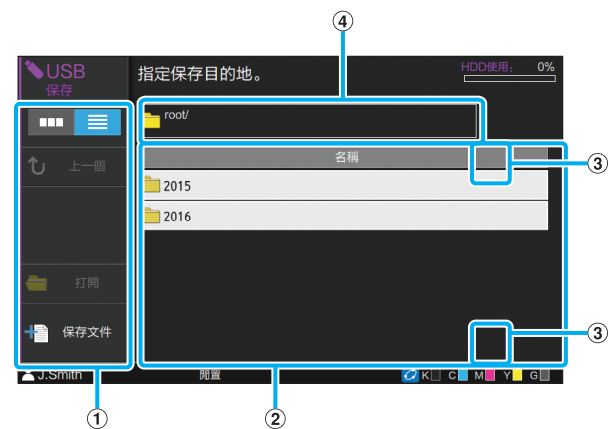 ④
USB
保存
指定保存目的地。
HDD使用： 0%
root/
名稱
③
上一個
2015
2016
打開
保存文件
③
J.Smith
閒置
K C M Y G
① ②